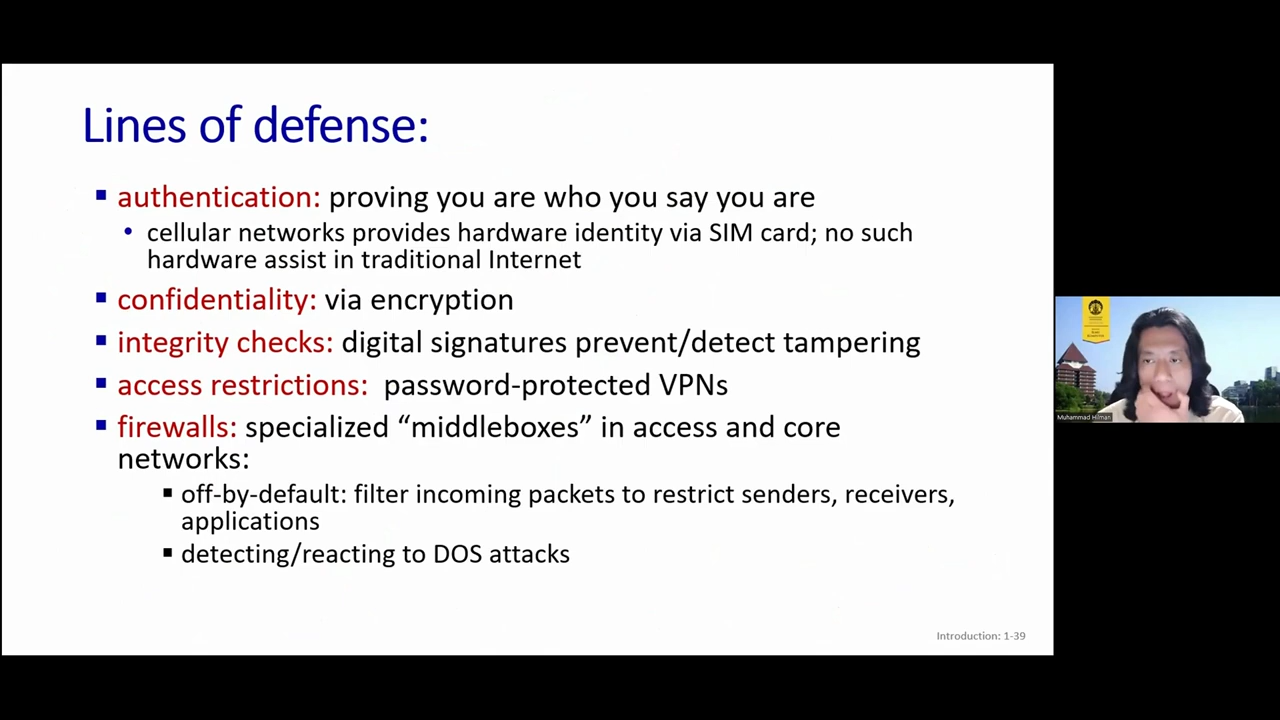 Lines of defense:
authentication: proving you are who you say you are
cellular networks provides hardware identity via SIM card; no such
hardware assist in traditional Internet
confidentiality: via encryption
integrity checks: digital signatures prevent/detect tampering
access restrictions: password-protected VPNs
firewalls: specialized “middleboxes” in access and core
networks:
off-by-default: filter incoming packets to restrict senders, receivers,
applications
detecting/reacting to DOS attacks
Introduction: 1-39
Muhammad Hilman